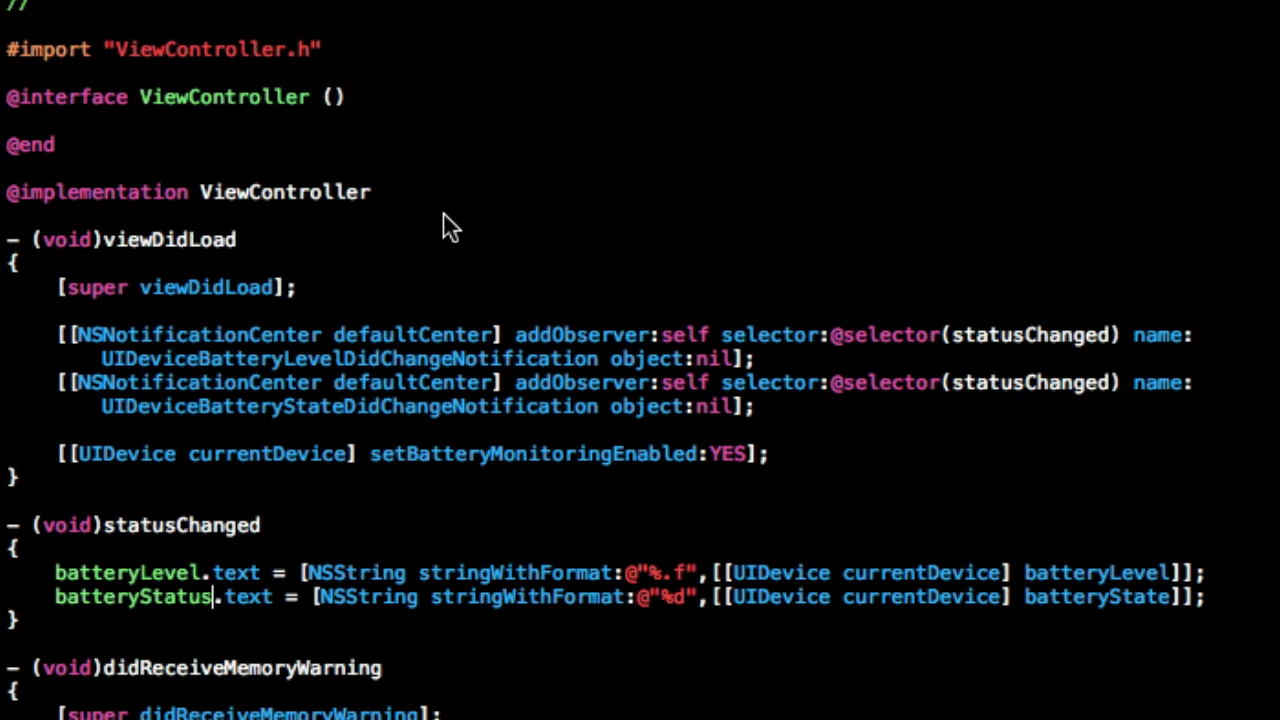 //
#import "ViewController.h"
@interface ViewController ()
@end
@implementation ViewController
- (void)viewDidLoad
{
[super viewDidLoad];
[[NSNotificationCenter defaultCenter] addObserver:self selector:@selector(statusChanged) name:
UIDeviceBatteryLevelDidChangeNotification object:nil];
[[NSNotificationCenter defaultCenter] addObserver:self selector:@selector(statusChanged) name:
UIDeviceBatteryStateDidChangeNotification object:nil];
[[UIDevice currentDevice] setBatteryMonitoringEnabled:YES];
}
- (void)statusChanged
{
batteryLevel.text = [NSString stringWithFormat:@"%.f",[[UIDevice currentDevice] batteryLevel]];
batteryStatus.text = [NSString stringWithFormat:@"%d",[[UIDevice currentDevice] batteryState]];
}
- (void)didReceiveMemoryWarning
{
[super didReceiveMemoryWarning];